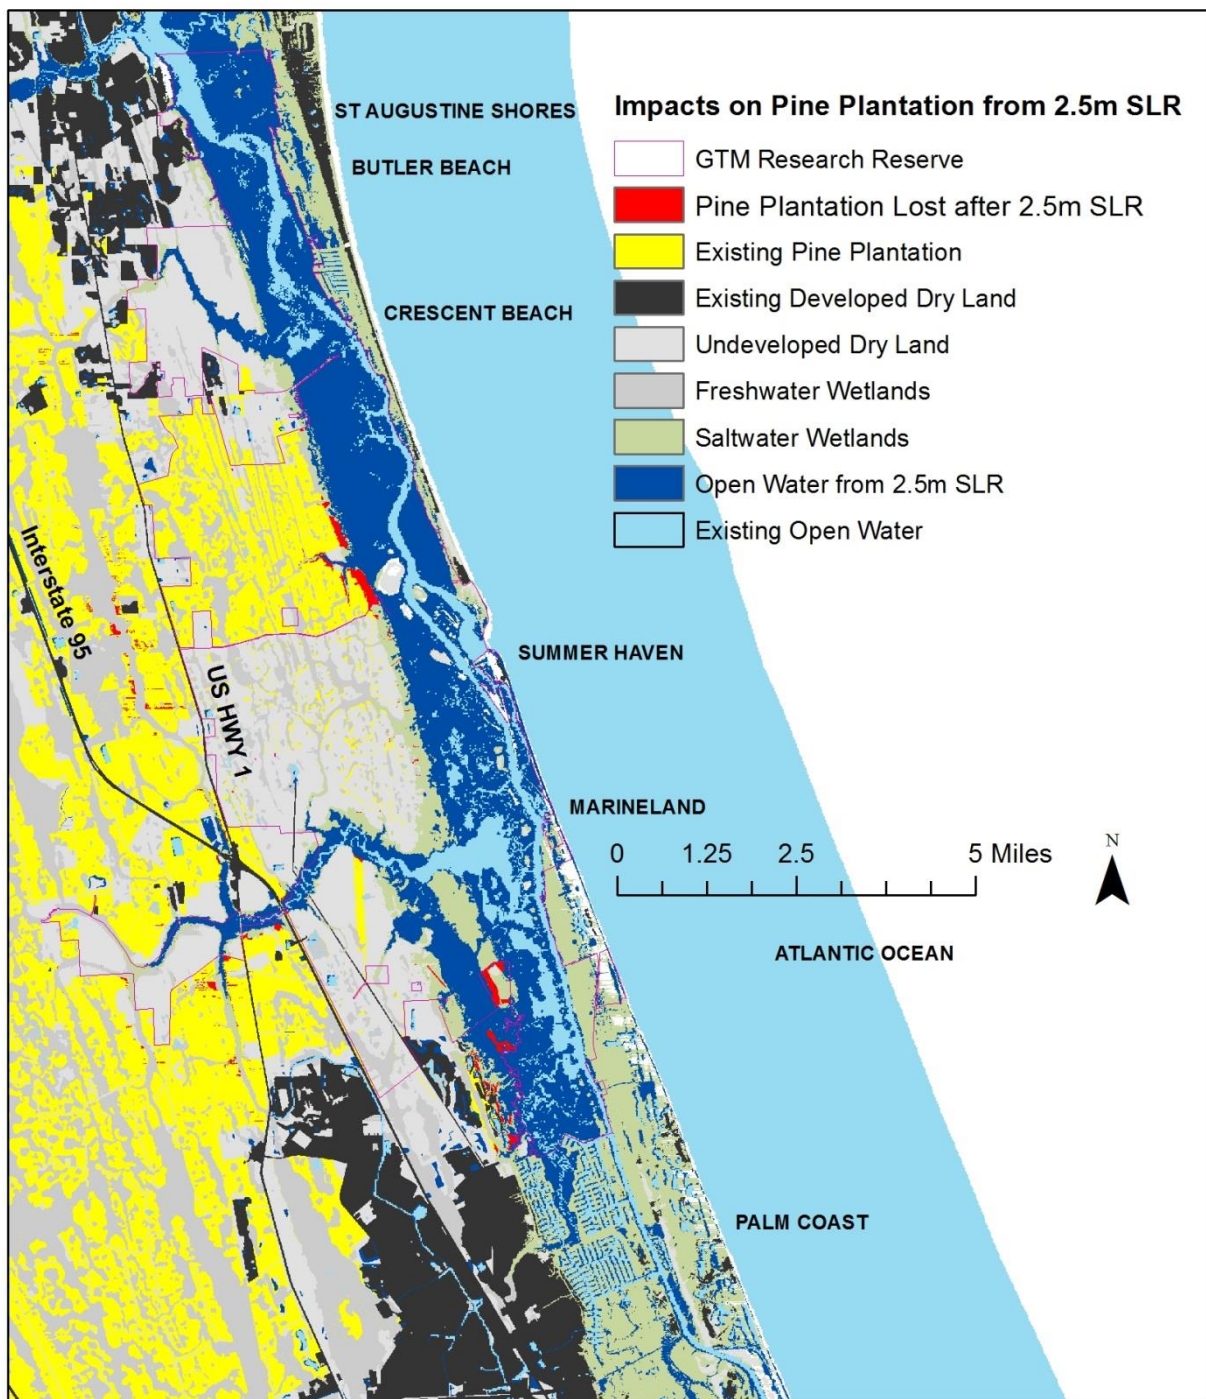 Impacts on Pine Plantation from 2.5m SLR
GTM Research Reserve
Pine Plantation Lost after 2.5m SLR
Existing Pine Plantation
Existing Developed Dry Land
Undeveloped Dry Land
Freshwater Wetlands
Saltwater Wetlands
Open Water from 2.5m SLR
Existing Open Water
ST AUGUSTINE SHORES
BUTLER BEACH
CRESCENT BEACH
Interstate 95
US HWY 1
SUMMER HAVEN
MARINELAND
0 1.25 2.5 5 Miles
N
ATLANTIC OCEAN
PALM COAST